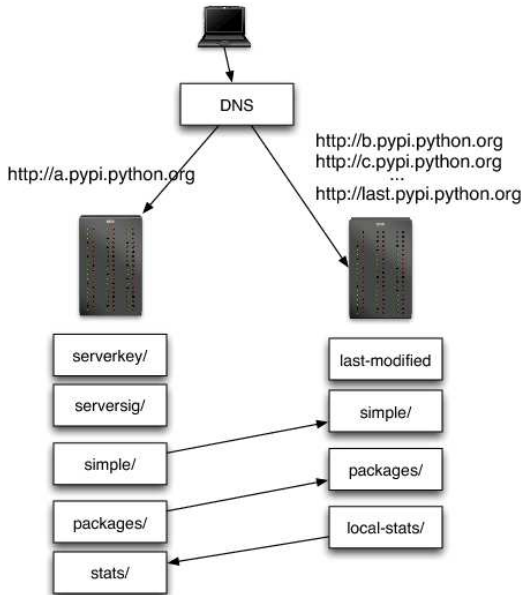 DNS
http://a.pypi.python.org
http://b.pypi.python.org
http://c.pypi.python.org
...
http://last.pypi.python.org
serverkey/
serversig/
simple/
packages/
stats/
last-modified
simple/
packages/
local-stats/